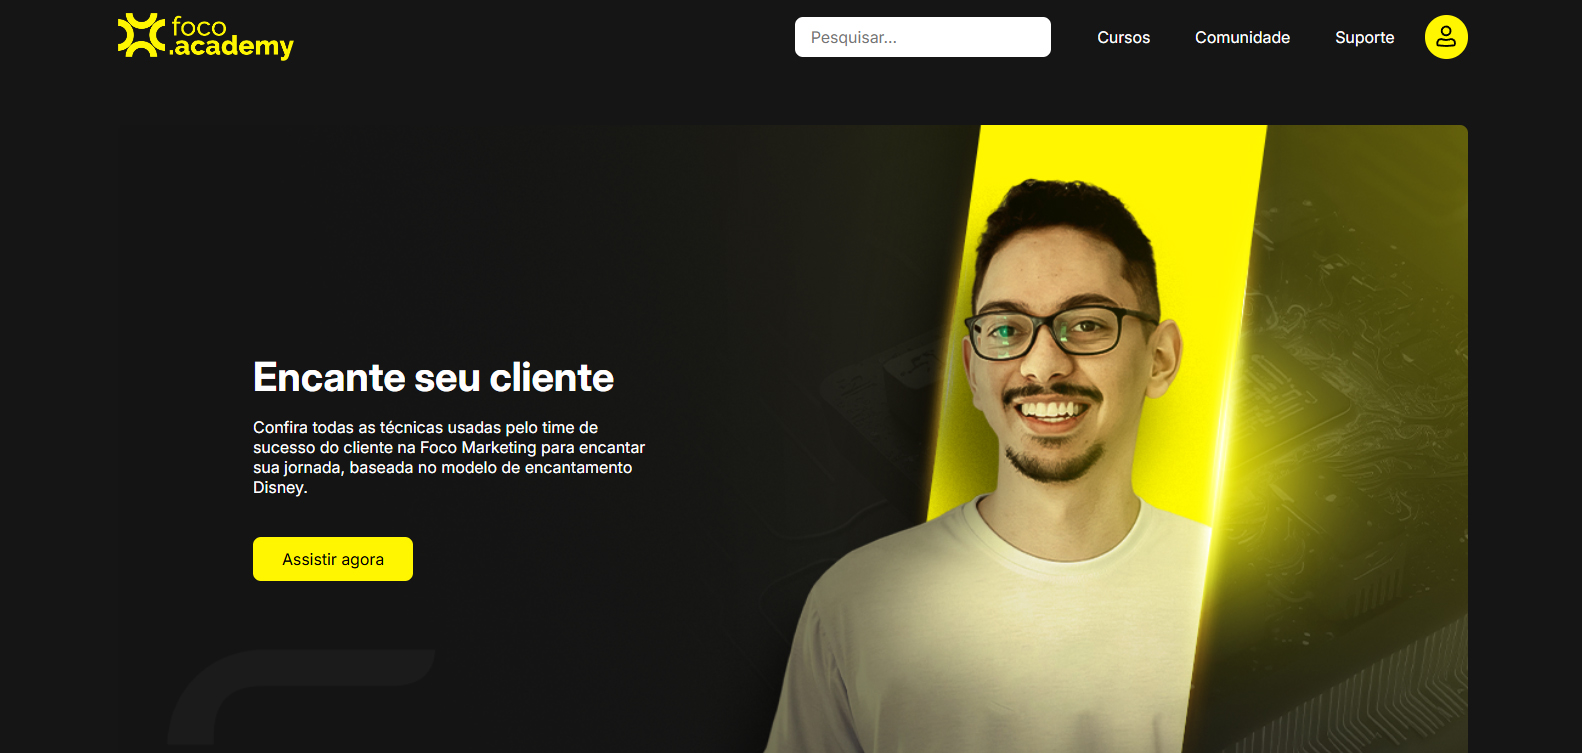 foco
.academy
Pesquisar...
Cursos
Comunidade
Suporte
Encante seu cliente
Confira todas as técnicas usadas pelo time de
sucesso do cliente na Foco Marketing para encantar
sua jornada, baseada no modelo de encantamento
Disney.
Assistir agora